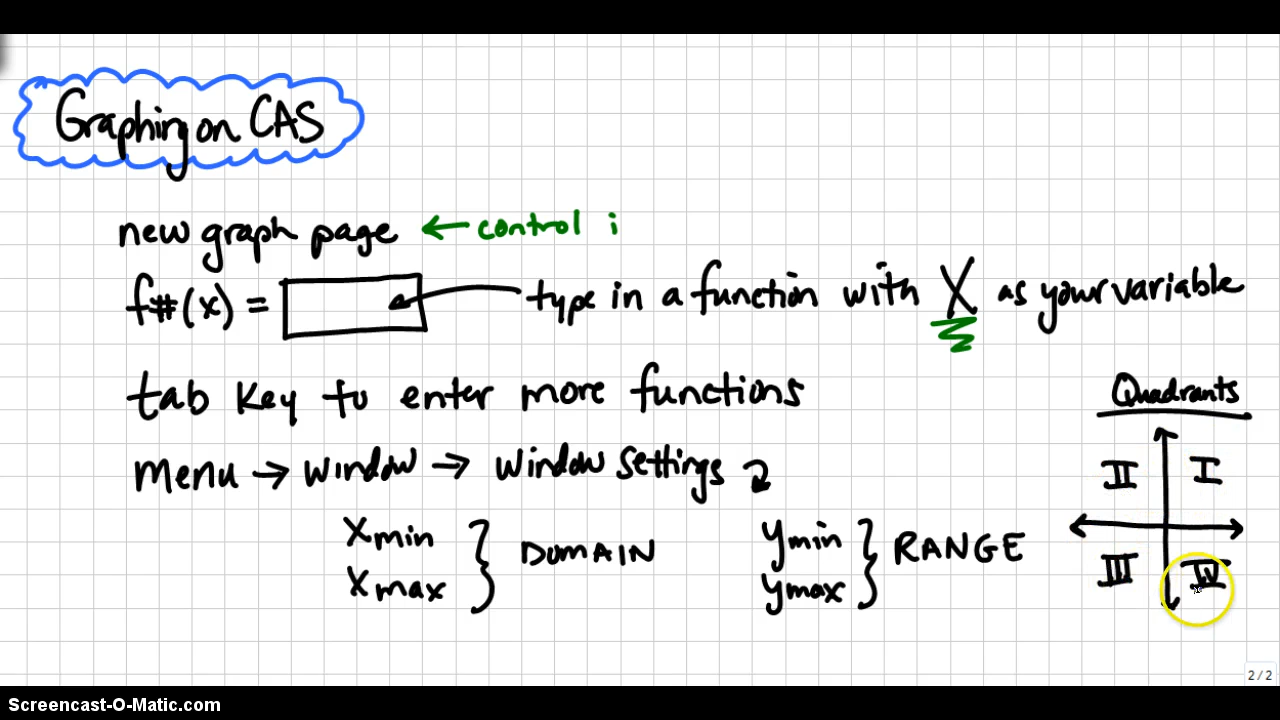 Graphing on CAS
new graph page ← control i
f#(x) = type in a function with X as your variable
tab key to enter more functions
Menu → Window → Window Settings
Xmin
Xmax } DOMAIN
ymin
ymax } RANGE
Quadrants
II I
III IV
2/2
Screencast-O-Matic.com